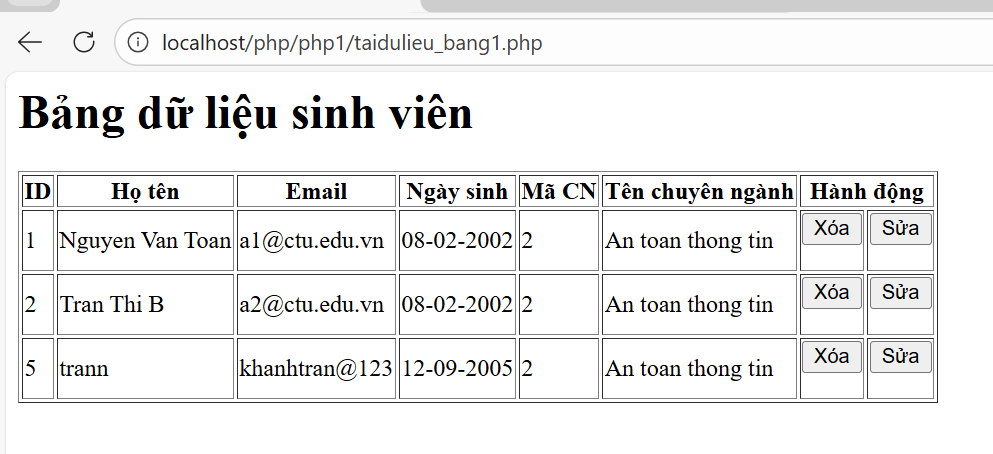 localhost/php/php1/taidulieu_bang1.php
Bảng dữ liệu sinh viên
ID Họ tên Email Ngày sinh Mã CN Tên chuyên ngành Hành động
1 Nguyen Van Toan a1@ctu.edu.vn 08-02-2002 2 An toan thong tin Xóa Sửa
2 Tran Thi B a2@ctu.edu.vn 08-02-2002 2 An toan thong tin Xóa Sửa
5 trann khanhtran@123 12-09-2005 2 An toan thong tin Xóa Sửa